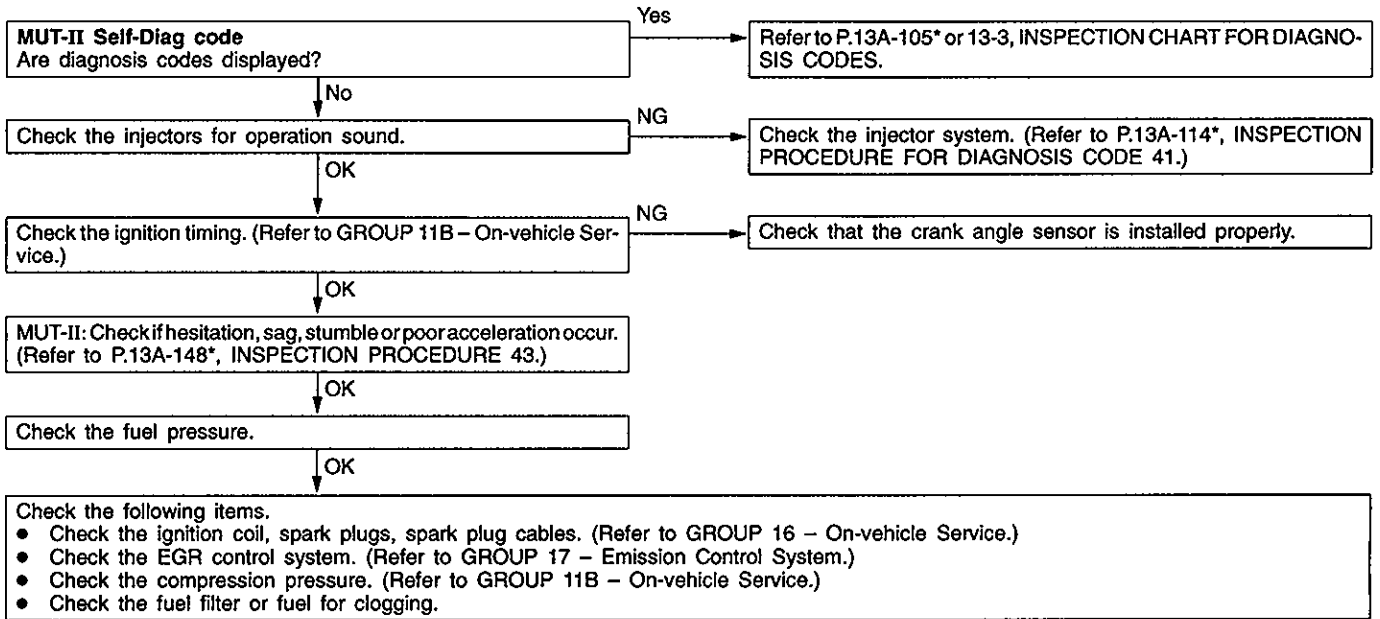 Yes
MUT-II Self-Diag code
Are diagnosis codes displayed?
Refer to P.13A-105* or 13-3, INSPECTION CHART FOR DIAGNO-
SIS CODES.
No
Check the injectors for operation sound.
NG
Check the injector system. (Refer to P.13A-114*, INSPECTION
PROCEDURE FOR DIAGNOSIS CODE 41.)
OK
Check the ignition timing. (Refer to GROUP 11B – On-vehicle Ser-
vice.)
NG
Check that the crank angle sensor is installed properly.
OK
MUT-II: Check if hesitation, sag, stumble or poor acceleration occur.
(Refer to P.13A-148*, INSPECTION PROCEDURE 43.)
OK
Check the fuel pressure.
OK
Check the following items.
● Check the ignition coil, spark plugs, spark plug cables. (Refer to GROUP 16 – On-vehicle Service.)
● Check the EGR control system. (Refer to GROUP 17 – Emission Control System.)
● Check the compression pressure. (Refer to GROUP 11B – On-vehicle Service.)
● Check the fuel filter or fuel for clogging.